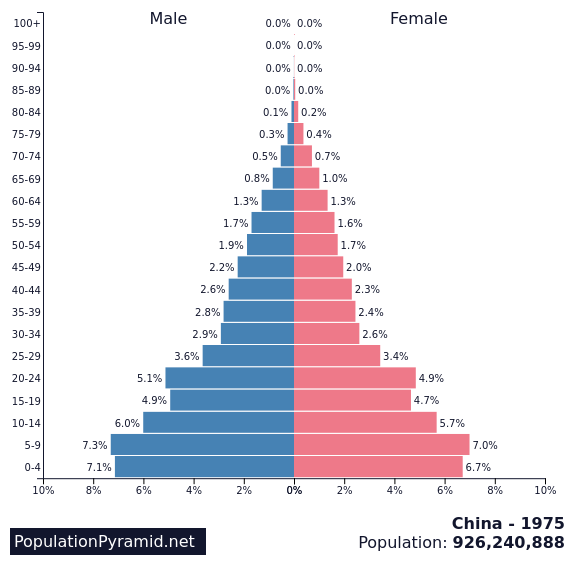 Male Female
100+ 0.0% 0.0%
95-99 0.0% 0.0%
90-94 0.0% 0.0%
85-89 0.0% 0.0%
80-84 0.1% 0.2%
75-79 0.3% 0.4%
70-74 0.5% 0.7%
65-69 0.8% 1.0%
60-64 1.3% 1.3%
55-59 1.7% 1.6%
50-54 1.9% 1.7%
45-49 2.2% 2.0%
40-44 2.6% 2.3%
35-39 2.8% 2.4%
30-34 2.9% 2.6%
25-29 3.6% 3.4%
20-24 5.1% 4.9%
15-19 4.9% 4.7%
10-14 6.0% 5.7%
5-9 7.3% 7.0%
0-4 7.1% 6.7%
10% 8% 6% 4% 2% 0% 2% 4% 6% 8% 10%
China - 1975
PopulationPyramid.net Population: 926,240,888